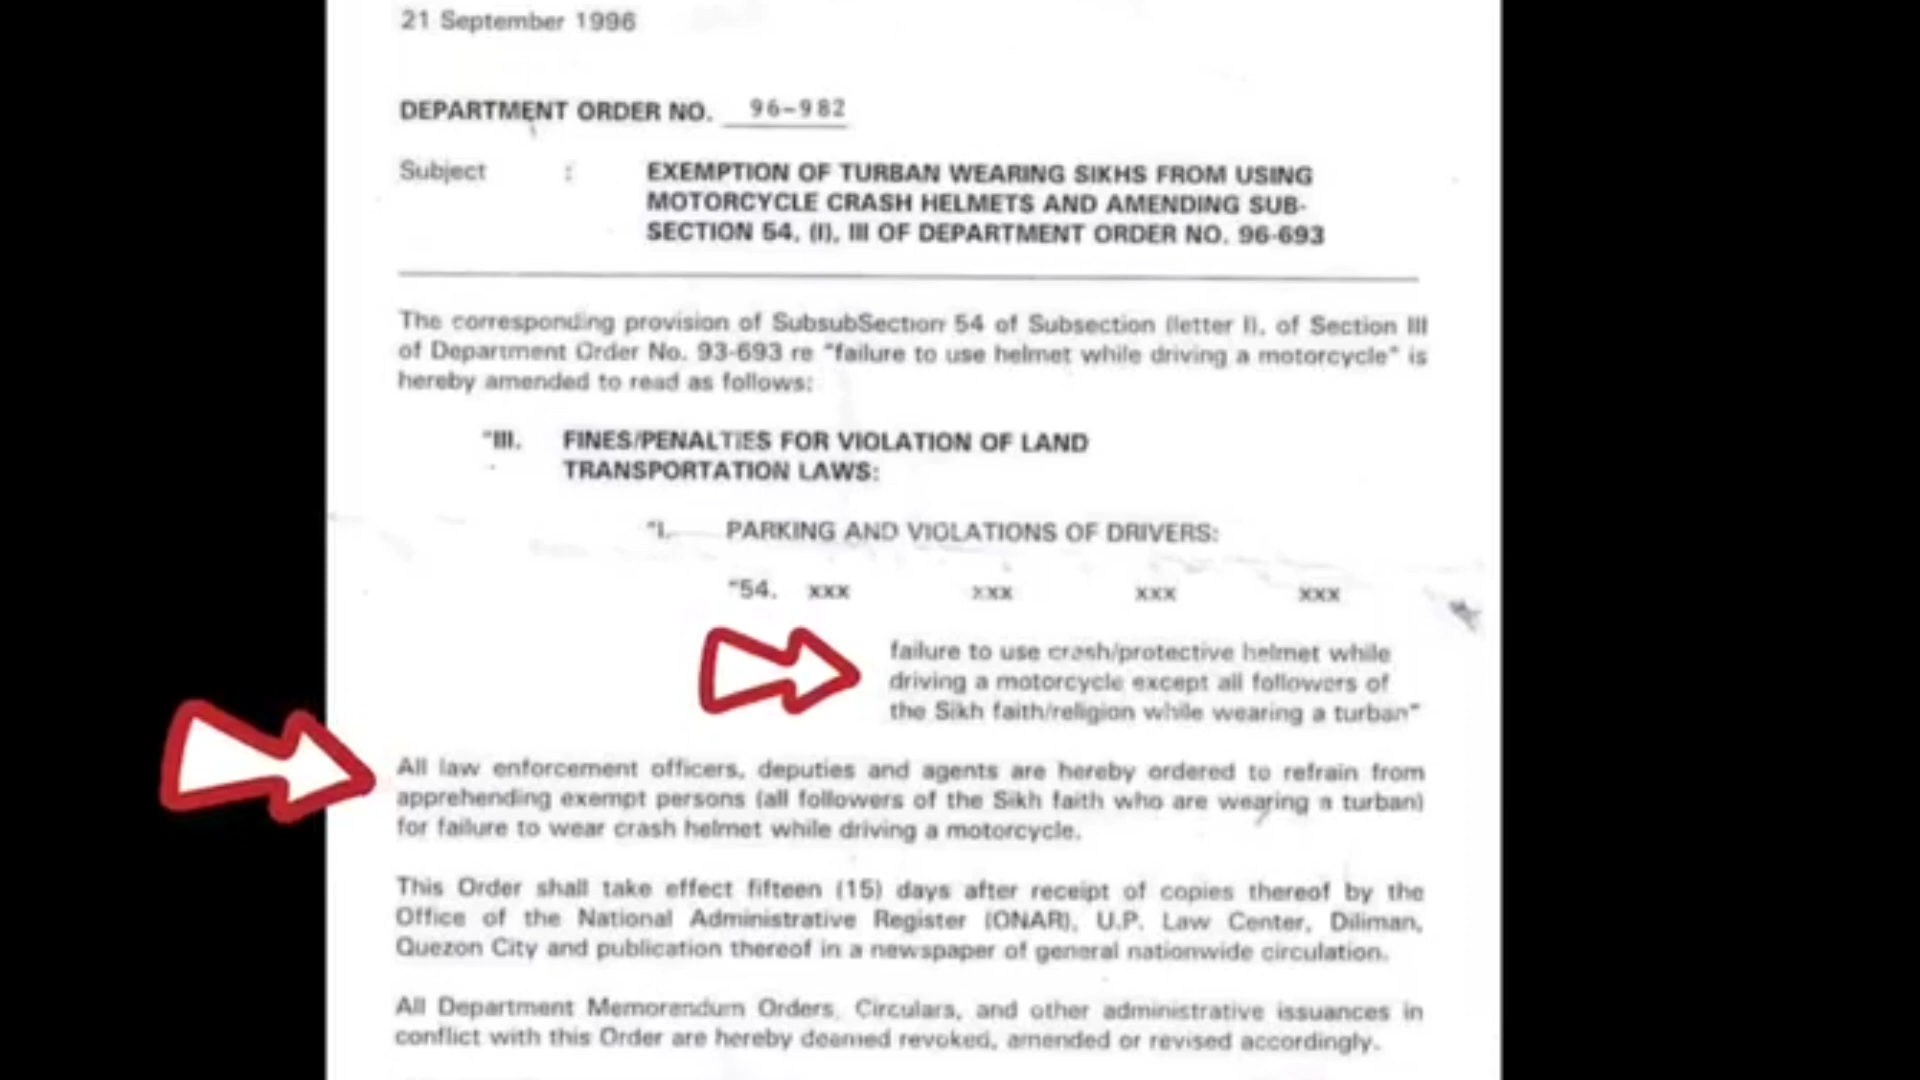 21 September 1996
DEPARTMENT ORDER NO. 96-982
Subject : EXEMPTION OF TURBAN WEARING SIKHS FROM USING
MOTORCYCLE CRASH HELMETS AND AMENDING SUB-
SECTION 54, (I), III OF DEPARTMENT ORDER NO. 96-693
The corresponding provision of SubsubSection 54 of Subsection (letter I), of Section III
of Department Order No. 93-693 re "failure to use helmet while driving a motorcycle" is
hereby amended to read as follows:
"III. FINES/PENALTIES FOR VIOLATION OF LAND
TRANSPORTATION LAWS:
"I. PARKING AND VIOLATIONS OF DRIVERS:
"54. xxx xxx xxx xxx
failure to use crash/protective helmet while
driving a motorcycle except all followers of
the Sikh faith/religion while wearing a turban"
All law enforcement officers, deputies and agents are hereby ordered to refrain from
apprehending exempt persons (all followers of the Sikh faith who are wearing a turban)
for failure to wear crash helmet while driving a motorcycle.
This Order shall take effect fifteen (15) days after receipt of copies thereof by the
Office of the National Administrative Register (ONAR), U.P. Law Center, Diliman,
Quezon City and publication thereof in a newspaper of general nationwide circulation.
All Department Memorandum Orders, Circulars, and other administrative issuances in
conflict with this Order are hereby deemed revoked, amended or revised accordingly.